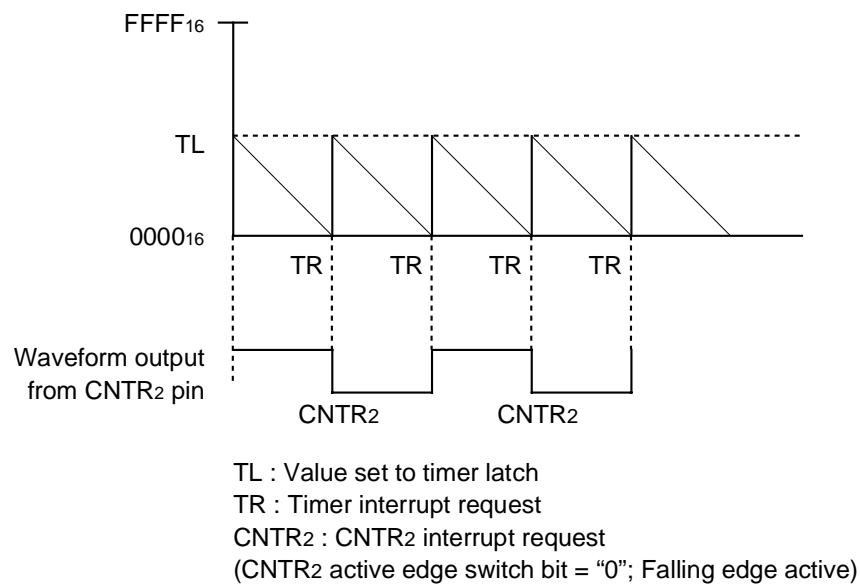 FFFF16
TL
000016
TR TR TR TR
Waveform output
from CNTR2 pin
CNTR2 CNTR2
TL : Value set to timer latch
TR : Timer interrupt request
CNTR2 : CNTR2 interrupt request
(CNTR2 active edge switch bit = “0”; Falling edge active)